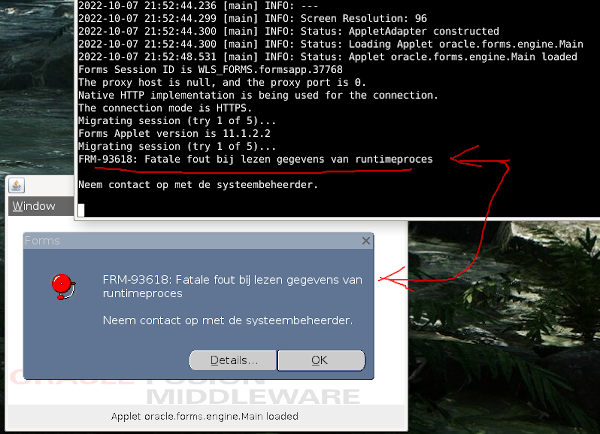 2022-10-07 21:52:44.236 [main] INFO: ---
2022-10-07 21:52:44.299 [main] INFO: Screen Resolution: 96
2022-10-07 21:52:44.300 [main] INFO: Status: AppletAdapter constructed
2022-10-07 21:52:44.300 [main] INFO: Status: Loading Applet oracle.forms.engine.Main
2022-10-07 21:52:48.531 [main] INFO: Status: Applet oracle.forms.engine.Main loaded
Forms Session ID is WLS_FORMS.formsapp.37768
The proxy host is null, and the proxy port is 0.
Native HTTP implementation is being used for the connection.
The connection mode is HTTPS.
Migrating session (try 1 of 5)...
Forms Applet version is 11.1.2.2
Migrating session (try 1 of 5)...
FRM-93618: Fatale fout bij lezen gegevens van runtimeproces
Neem contact op met de systeembeheerder.
Window
Forms
FRM-93618: Fatale fout bij lezen gegevens van
runtimeproces
Neem contact op met de systeembeheerder.
Details... OK
ORACLE FUSION
MIDDLEWARE
Applet oracle.forms.engine.Main loaded